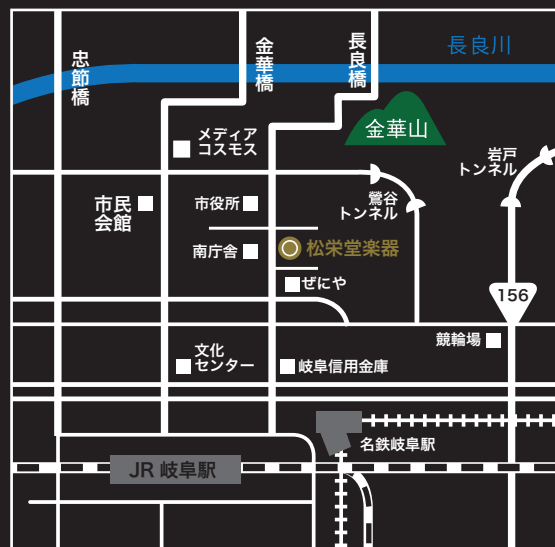 長良川
忠節橋
金華橋
長良橋
金華山
メディア
コスモス
岩戸
トンネル
市民
会館
市役所
鶯谷
トンネル
南庁舎
松栄堂楽器
ぜにや
156
競輪場
文化
センター
岐阜信用金庫
名鉄岐阜駅
JR 岐阜駅